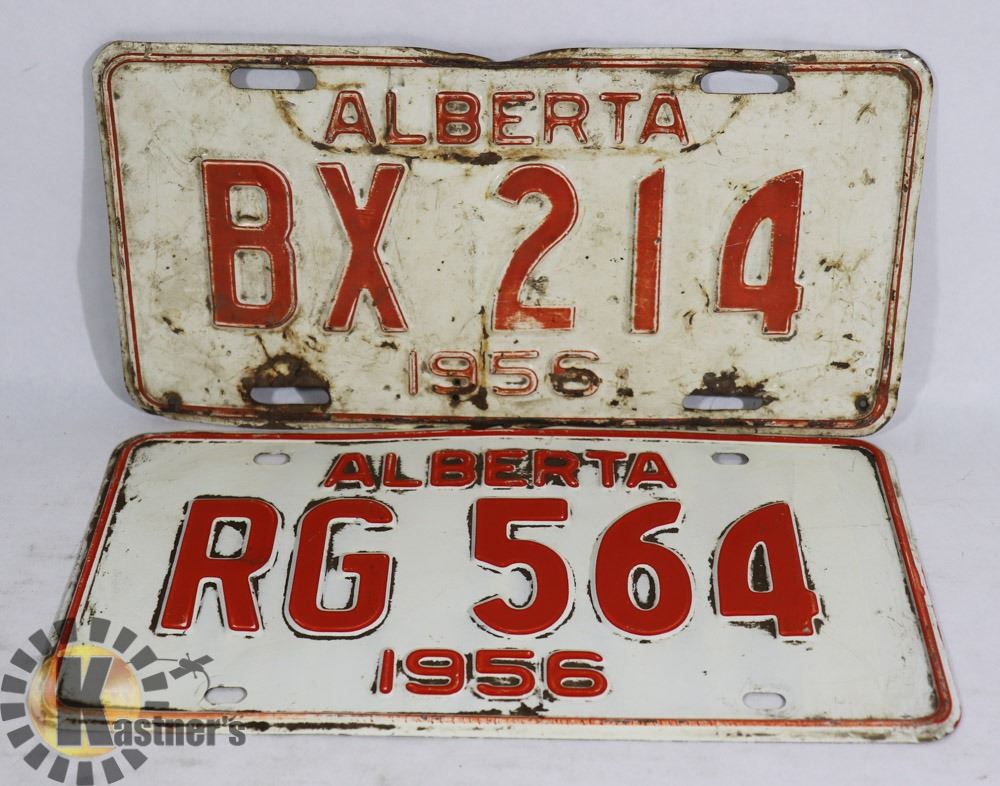 ALBERTA
BX 214
1956
ALBERTA
RG 564
1956
Kastner's